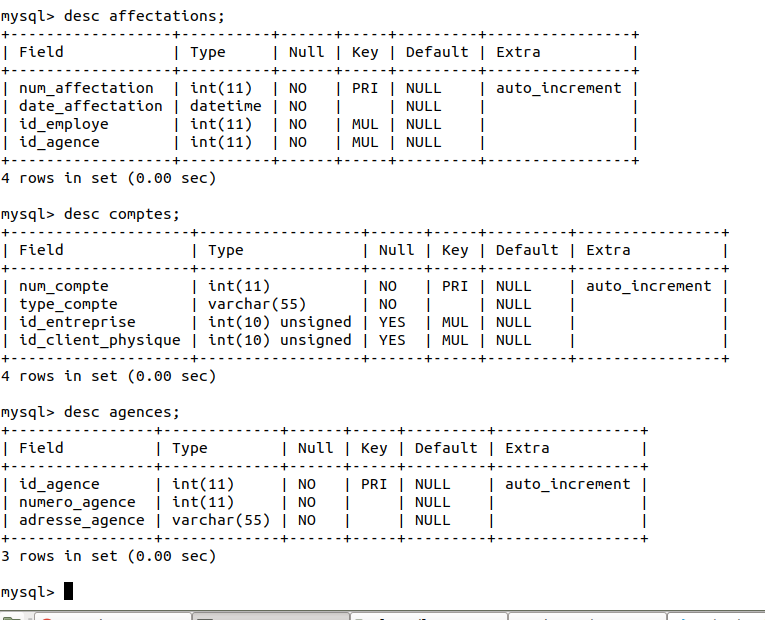 mysql> desc affectations;
+------------------+----------+------+-----+---------+----------------+
| Field            | Type     | Null | Key | Default | Extra          |
+------------------+----------+------+-----+---------+----------------+
| num_affectation  | int(11)  | NO   | PRI | NULL    | auto_increment |
| date_affectation | datetime | NO   |     | NULL    |                |
| id_employe       | int(11)  | NO   | MUL | NULL    |                |
| id_agence        | int(11)  | NO   | MUL | NULL    |                |
+------------------+----------+------+-----+---------+----------------+
4 rows in set (0.00 sec)

mysql> desc comptes;
+--------------------+------------------+------+-----+---------+----------------+
| Field              | Type             | Null | Key | Default | Extra          |
+--------------------+------------------+------+-----+---------+----------------+
| num_compte         | int(11)          | NO   | PRI | NULL    | auto_increment |
| type_compte        | varchar(55)      | NO   |     | NULL    |                |
| id_entreprise      | int(10) unsigned | YES  | MUL | NULL    |                |
| id_client_physique | int(10) unsigned | YES  | MUL | NULL    |                |
+--------------------+------------------+------+-----+---------+----------------+
4 rows in set (0.00 sec)

mysql> desc agences;
+----------------+-------------+------+-----+---------+----------------+
| Field          | Type        | Null | Key | Default | Extra          |
+----------------+-------------+------+-----+---------+----------------+
| id_agence      | int(11)     | NO   | PRI | NULL    | auto_increment |
| numero_agence  | int(11)     | NO   |     | NULL    |                |
| adresse_agence | varchar(55) | NO   |     | NULL    |                |
+----------------+-------------+------+-----+---------+----------------+
3 rows in set (0.00 sec)

mysql>